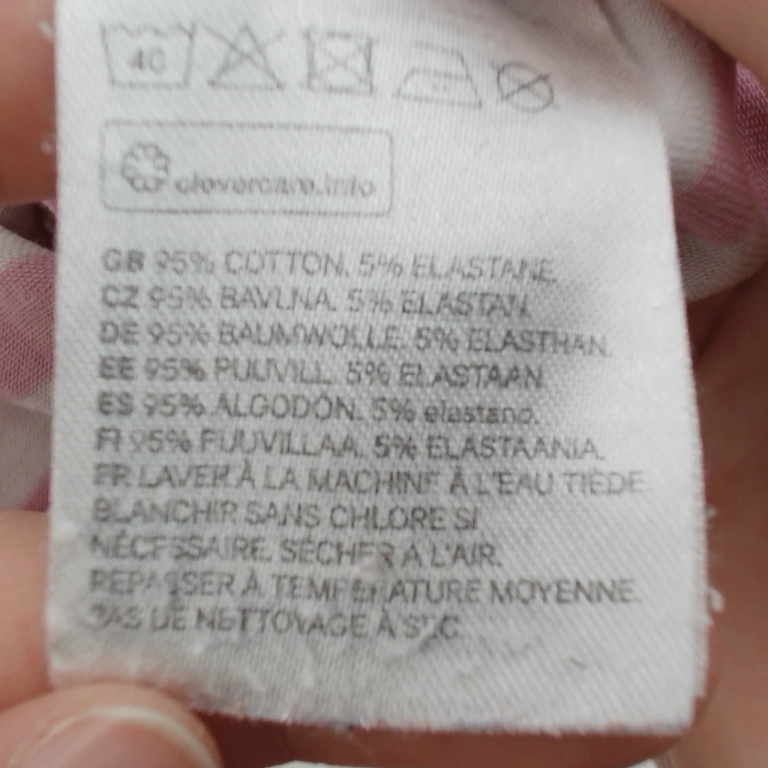 40
clevercare.info
GB 95% COTTON. 5% ELASTANE.
CZ 95% BAVLNA. 5% ELASTAN
DE 95% BAUMWOLLE. 5% ELASTHAN.
EE 95% PUUVILL. 5% ELASTAAN
ES 95% ALGODÓN. 5% elastano.
FI 95% PUUVILLAA. 5% ELASTAANIA.
FR LAVER À LA MACHINE À L'EAU TIÈDE.
BLANCHIR SANS CHLORE SI
NÉCESSAIRE. SÉCHER À L'AIR.
REPASSER À TEMPÉRATURE MOYENNE.
PAS DE NETTOYAGE À SEC.